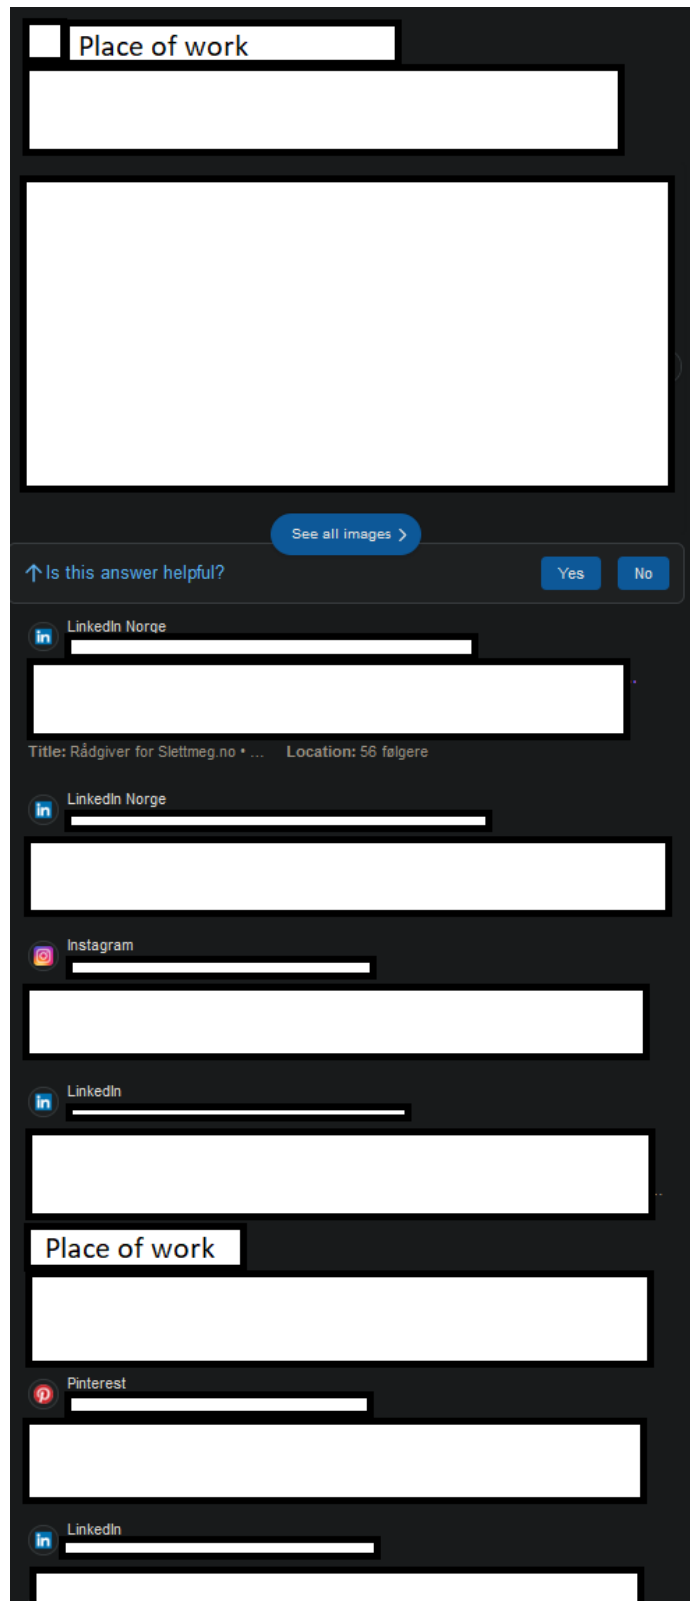 Place of work
See all images >
Is this answer helpful?
Yes
No
LinkedIn Norge
Title: Rådgiver for Slettmeg.no • ... Location: 56 følgere
LinkedIn Norge
Instagram
LinkedIn
Place of work
Pinterest
LinkedIn